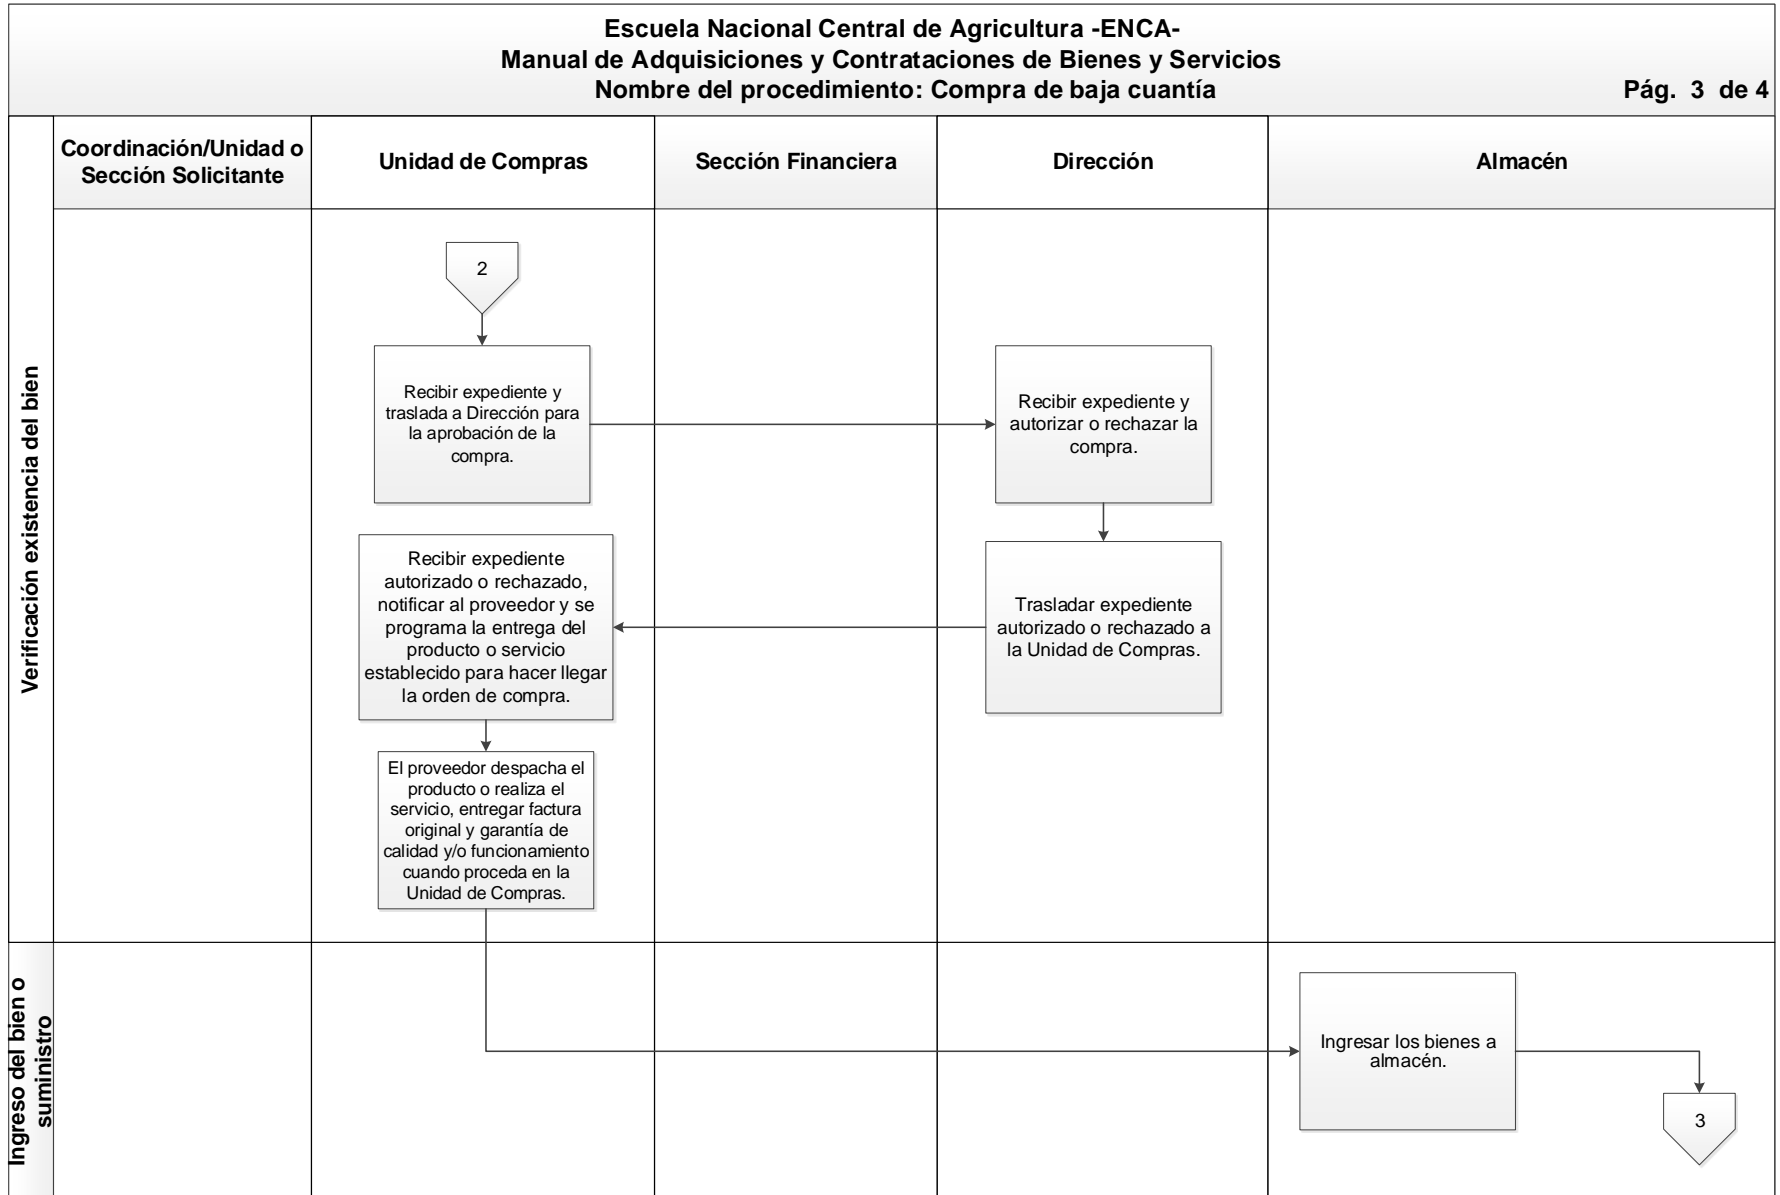 Escuela Nacional Central de Agricultura -ENCA-
Manual de Adquisiciones y Contrataciones de Bienes y Servicios
Nombre del procedimiento: Compra de baja cuantía
Pág. 3 de 4
Coordinación/Unidad o
Sección Solicitante
Unidad de Compras
Sección Financiera
Dirección
Almacén
Verificación existencia del bien
2
Recibir expediente y
traslada a Dirección para
la aprobación de la
compra.
Recibir expediente y
autorizar o rechazar la
compra.
Recibir expediente
autorizado o rechazado,
notificar al proveedor y se
programa la entrega del
producto o servicio
establecido para hacer llegar
la orden de compra.
Trasladar expediente
autorizado o rechazado a
la Unidad de Compras.
El proveedor despacha el
producto o realiza el
servicio, entregar factura
original y garantía de
calidad y/o funcionamiento
cuando proceda en la
Unidad de Compras.
Ingreso del bien o
suministro
Ingresar los bienes a
almacén.
3